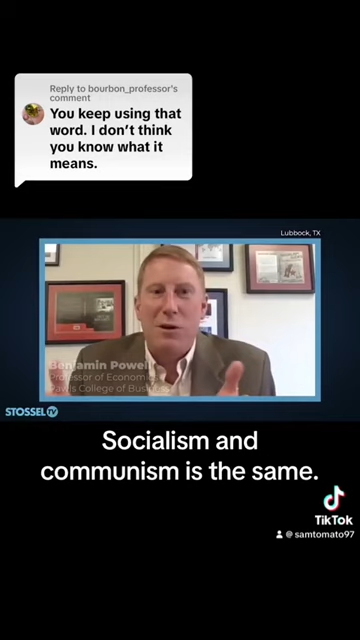 Reply to bourbon_professor's
comment
You keep using that
word. I don't think
you know what it
means.
Lubbock, TX
Benjamin Powell
Professor of Economics
Rawls College of Business
STOSSEL TV
Socialism and
communism is the same.
TikTok
@samtomato97